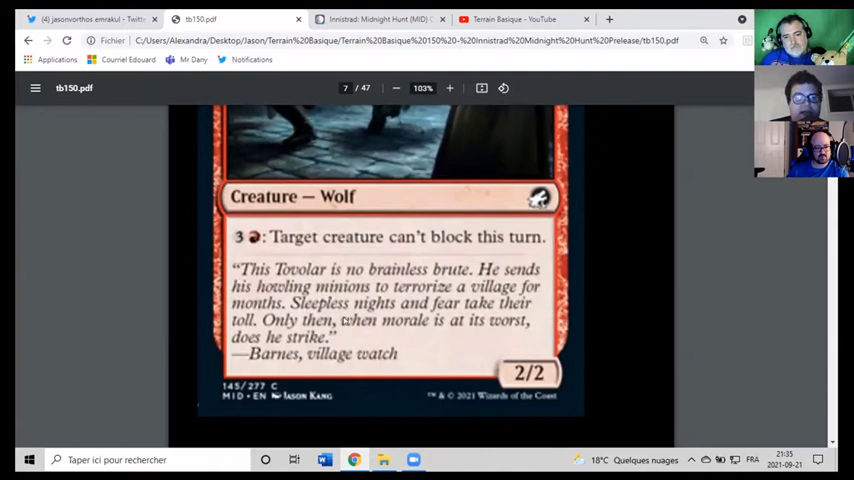 jasonvorthos emrakul - Twitt
tb150.pdf
Innistrad: Midnight Hunt (MID) C
Terrain Basique - YouTube
Fichier
C:/Users/Alexandra/Desktop/Jason/Terrain%20Basique/Terrain%20Basique%20150%20-%20Innistrad%20Midnight%20Hunt%20Prelease/tb150.pdf
Applications
Courriel Edouard
Mr Dany
Notifications
tb150.pdf
7 / 47
103%
Creature — Wolf
3 : Target creature can't block this turn.
“This Tovolar is no brainless brute. He sends
his howling minions to terrorize a village for
months. Sleepless nights and fear take their
toll. Only then, when morale is at its worst,
does he strike.”
—Barnes, village watch
2/2
145/277 C
MID • EN JASON KANG
™ & © 2021 Wizards of the Coast
Taper ici pour rechercher
18°C Quelques nuages
FRA
21:35
2021-09-21